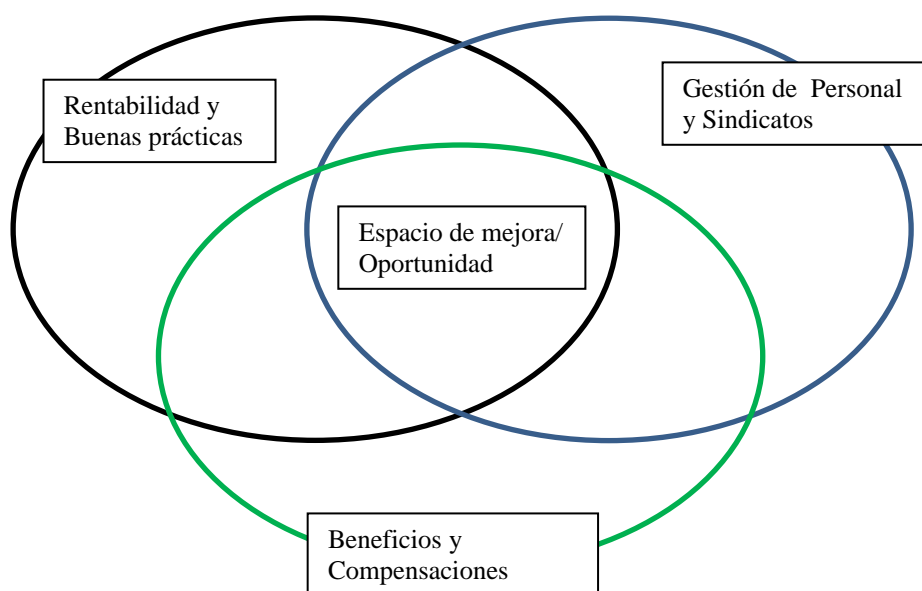 Rentabilidad y
Buenas prácticas
Gestión de  Personal
y Sindicatos
Espacio de mejora/
Oportunidad
Beneficios y
Compensaciones